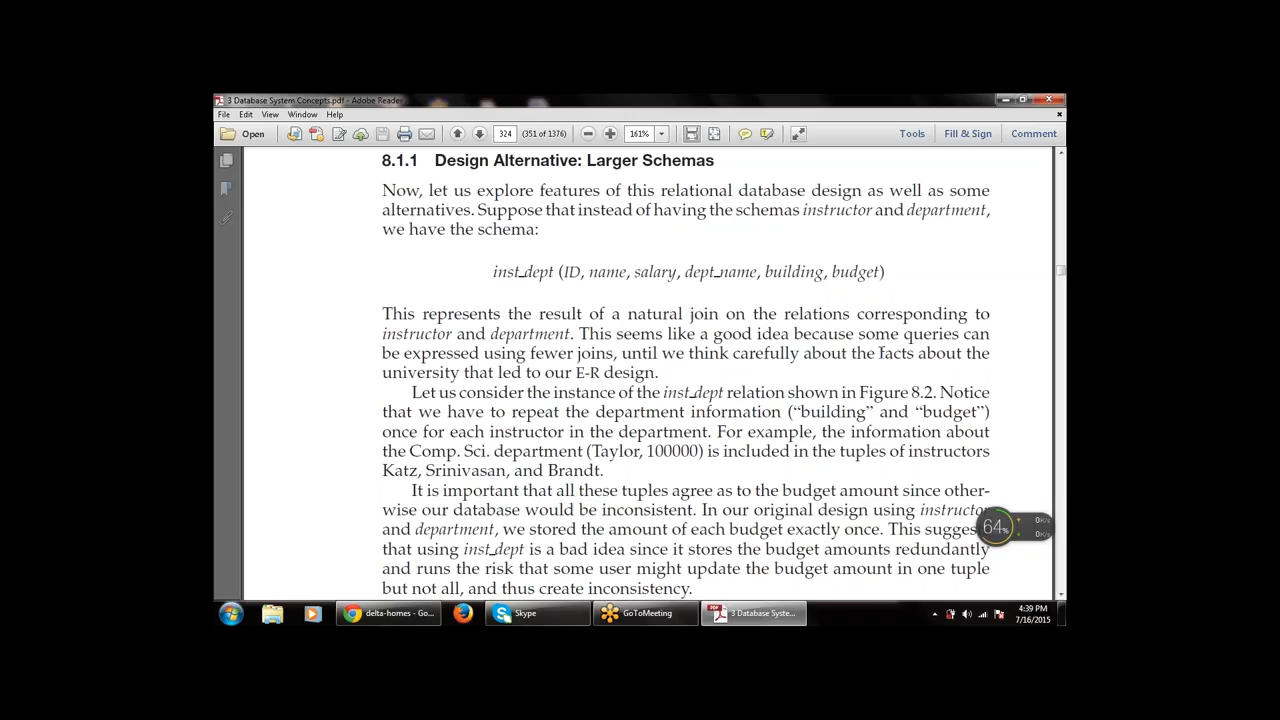 3 Database System Concepts.pdf - Adobe Reader
File Edit View Window Help
Open 324 (351 of 1376) 161% Tools Fill & Sign Comment
8.1.1 Design Alternative: Larger Schemas
Now, let us explore features of this relational database design as well as some
alternatives. Suppose that instead of having the schemas instructor and department,
we have the schema:
inst_dept (ID, name, salary, dept_name, building, budget)
This represents the result of a natural join on the relations corresponding to
instructor and department. This seems like a good idea because some queries can
be expressed using fewer joins, until we think carefully about the facts about the
university that led to our E-R design.
Let us consider the instance of the inst_dept relation shown in Figure 8.2. Notice
that we have to repeat the department information (“building” and “budget”)
once for each instructor in the department. For example, the information about
the Comp. Sci. department (Taylor, 100000) is included in the tuples of instructors
Katz, Srinivasan, and Brandt.
It is important that all these tuples agree as to the budget amount since other-
wise our database would be inconsistent. In our original design using instructor
and department, we stored the amount of each budget exactly once. This suggests
that using inst_dept is a bad idea since it stores the budget amounts redundantly
and runs the risk that some user might update the budget amount in one tuple
but not all, and thus create inconsistency.
64%
0K/s
0K/s
delta-homes - Go... Skype GoToMeeting 3 Database Syste...
4:39 PM
7/16/2015